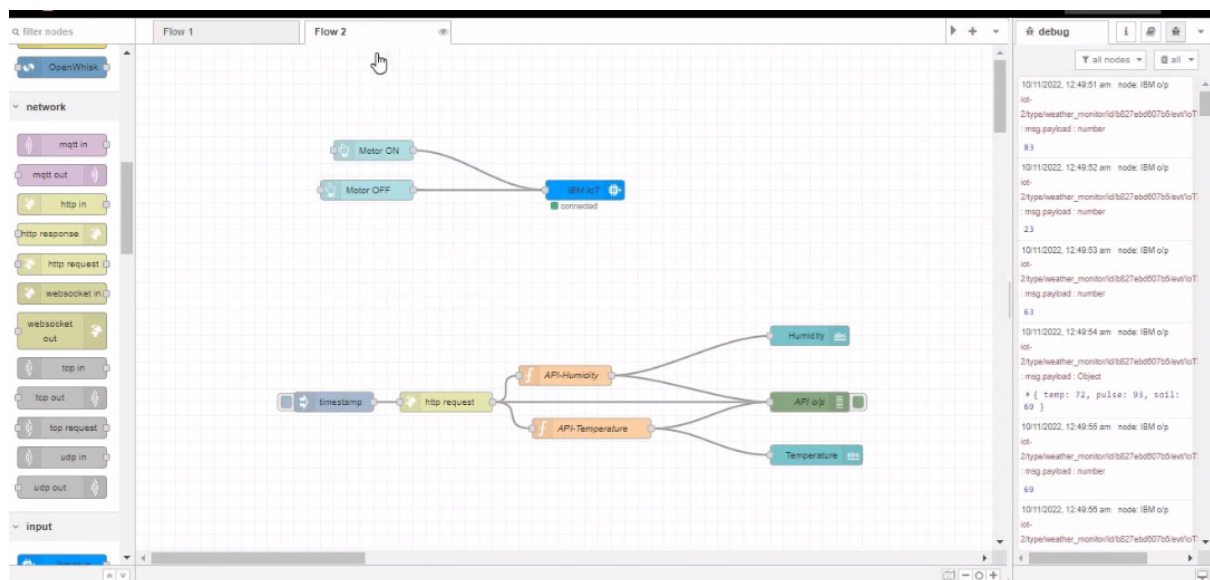 filter nodes
Flow 1
Flow 2
debug
i
OpenWhisk
all nodes
all
network
mqtt in
mqtt out
http in
http response
http request
websocket in
websocket
out
tcp in
tcp out
tcp request
udp in
udp out
input
Motor ON
Motor OFF
IBM IoT
connected
Humidity
abc
API-Humidity
timestamp
http request
API o/p
API-Temperature
Temperature
abc
10/11/2022, 12:49:51 am node: IBM o/p
iot-
2/type/weather_monitor/id/b827ebd607b5/evt/IoT
: msg.payload : number
83
10/11/2022, 12:49:52 am node: IBM o/p
iot-
2/type/weather_monitor/id/b827ebd607b5/evt/IoT
: msg.payload : number
23
10/11/2022, 12:49:53 am node: IBM o/p
iot-
2/type/weather_monitor/id/b827ebd607b5/evt/IoT
: msg.payload : number
63
10/11/2022, 12:49:54 am node: IBM o/p
iot-
2/type/weather_monitor/id/b827ebd607b5/evt/IoT
: msg.payload : Object
{ temp: 72, pulse: 93, soil:
69 }
10/11/2022, 12:49:55 am node: IBM o/p
iot-
2/type/weather_monitor/id/b827ebd607b5/evt/IoT
: msg.payload : number
69
10/11/2022, 12:49:56 am node: IBM o/p
iot-
2/type/weather_monitor/id/b827ebd607b5/evt/IoT